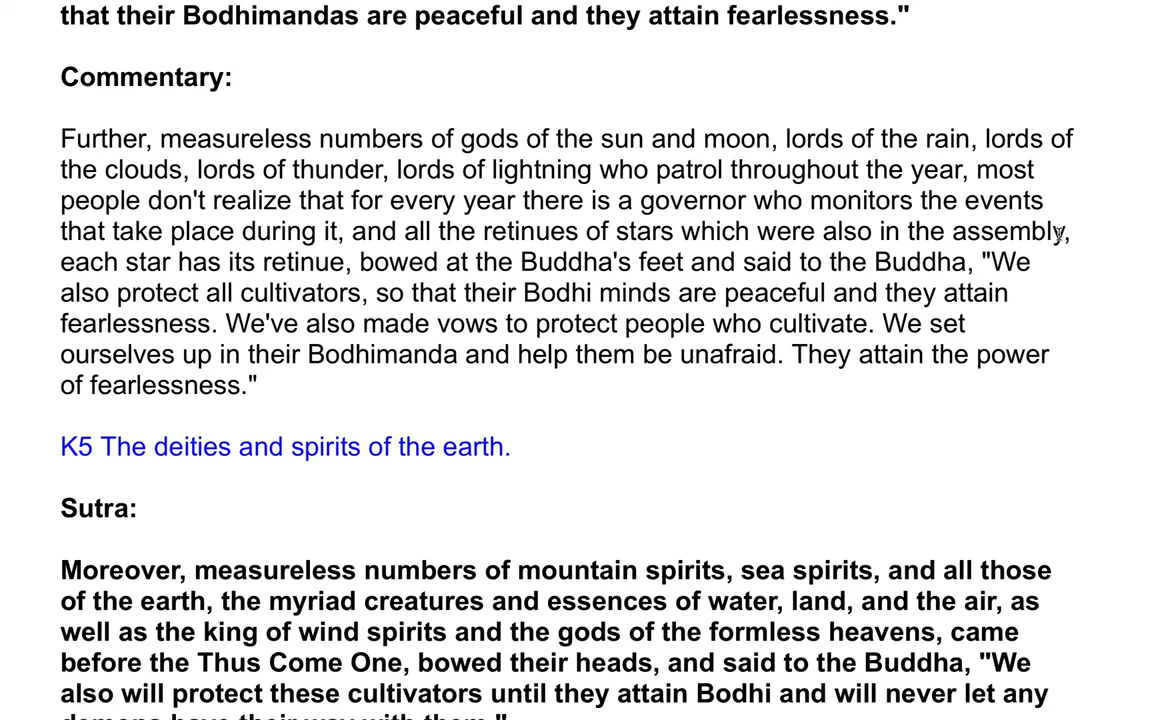 that their Bodhimandas are peaceful and they attain fearlessness."
Commentary:
Further, measureless numbers of gods of the sun and moon, lords of the rain, lords of
the clouds, lords of thunder, lords of lightning who patrol throughout the year, most
people don't realize that for every year there is a governor who monitors the events
that take place during it, and all the retinues of stars which were also in the assembly,
each star has its retinue, bowed at the Buddha's feet and said to the Buddha, "We
also protect all cultivators, so that their Bodhi minds are peaceful and they attain
fearlessness. We've also made vows to protect people who cultivate. We set
ourselves up in their Bodhimanda and help them be unafraid. They attain the power
of fearlessness."
K5 The deities and spirits of the earth.
Sutra:
Moreover, measureless numbers of mountain spirits, sea spirits, and all those
of the earth, the myriad creatures and essences of water, land, and the air, as
well as the king of wind spirits and the gods of the formless heavens, came
before the Thus Come One, bowed their heads, and said to the Buddha, "We
also will protect these cultivators until they attain Bodhi and will never let any
demons have their way with them."